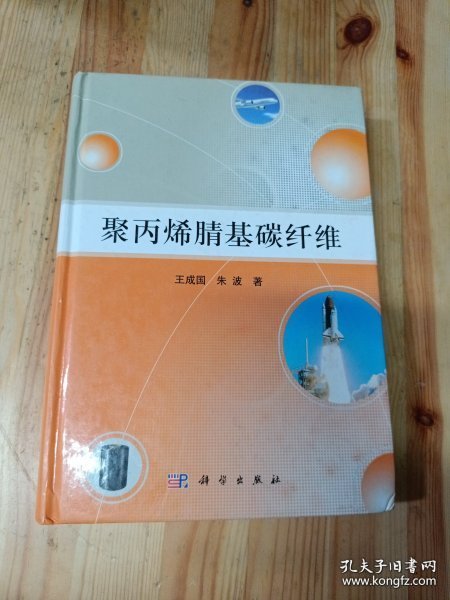 聚丙烯腈基碳纤维
王成国 朱 波 著
科学出版社
孔夫子旧书网
www.kongfz.com